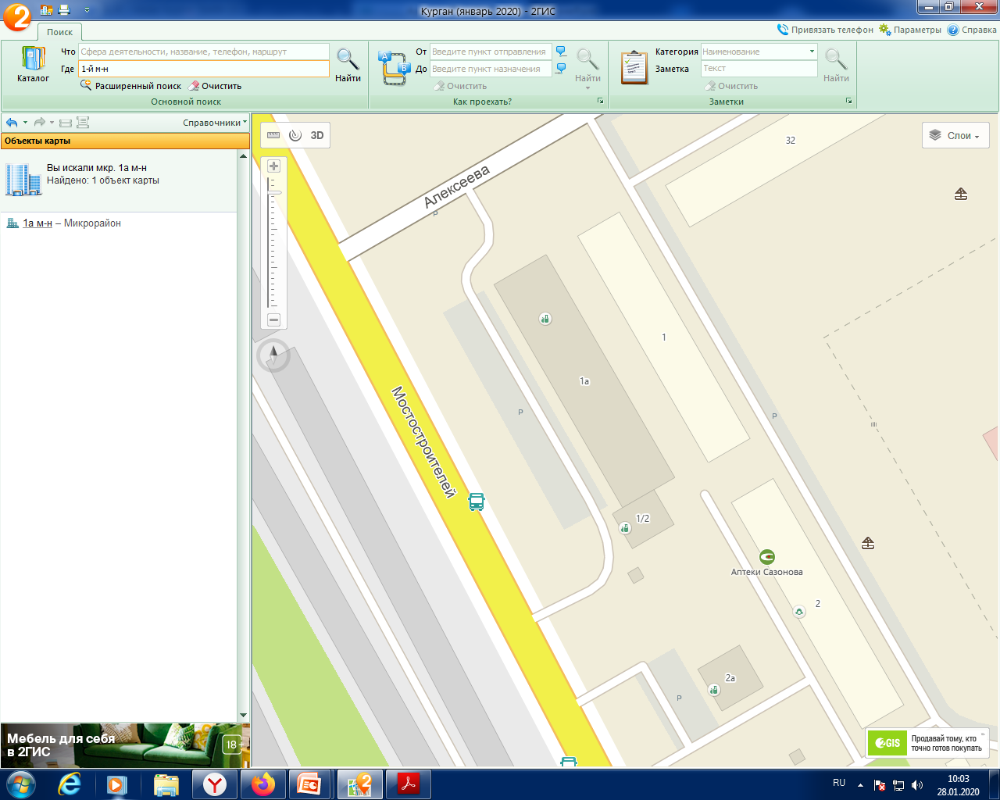 Курган (январь 2020) - 2ГИС
Поиск
Привязать телефон
Параметры
Справка
Каталог
Что
Сфера деятельности, название, телефон, маршрут
Где
1-й м-н
Расширенный поиск
Очистить
Найти
Основной поиск
От
Введите пункт отправления
До
Введите пункт назначения
Очистить
Найти
Как проехать?
Категория
Наименование
Заметка
Текст
Очистить
Найти
Заметки
Справочники
Объекты карты
Вы искали мкр. 1а м-н
Найдено: 1 объект карты
1а м-н – Микрорайон
Мебель для себя
в 2ГИС
18
3D
Слои
Алексеева
Мостостроителей
32
P
1
1а
P
P
1/2
Аптеки Сазонова
2
2а
P
2GIS
Продавай тому, кто
точно готов покупать
RU
10:03
28.01.2020